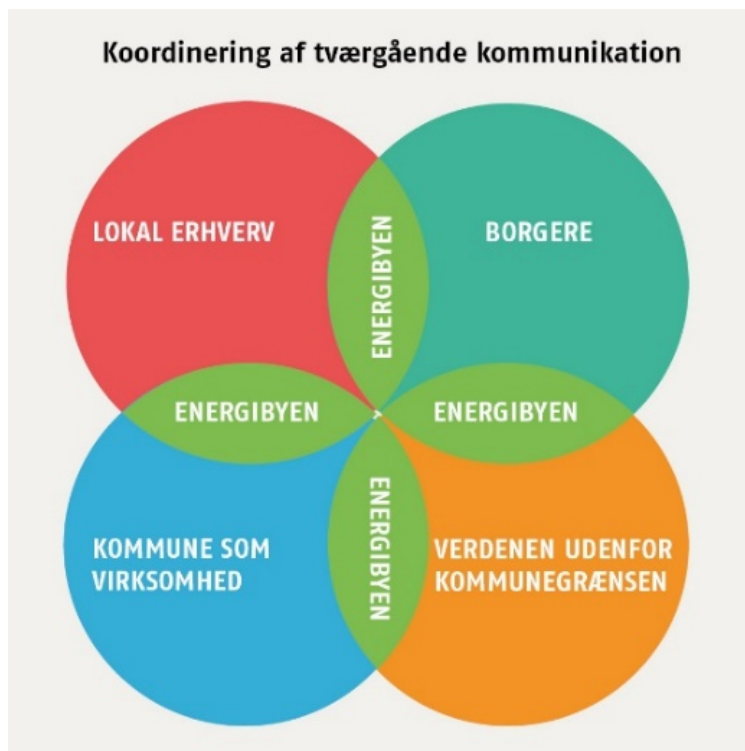 Koordinering af tværgående kommunikation
LOKAL ERHVERV
BORGERE
ENERGIBYEN
ENERGIBYEN
ENERGIBYEN
KOMMUNE SOM
VIRKSOMHED
ENERGIBYEN
VERDENEN UDENFOR
KOMMUNEGRÆNSEN